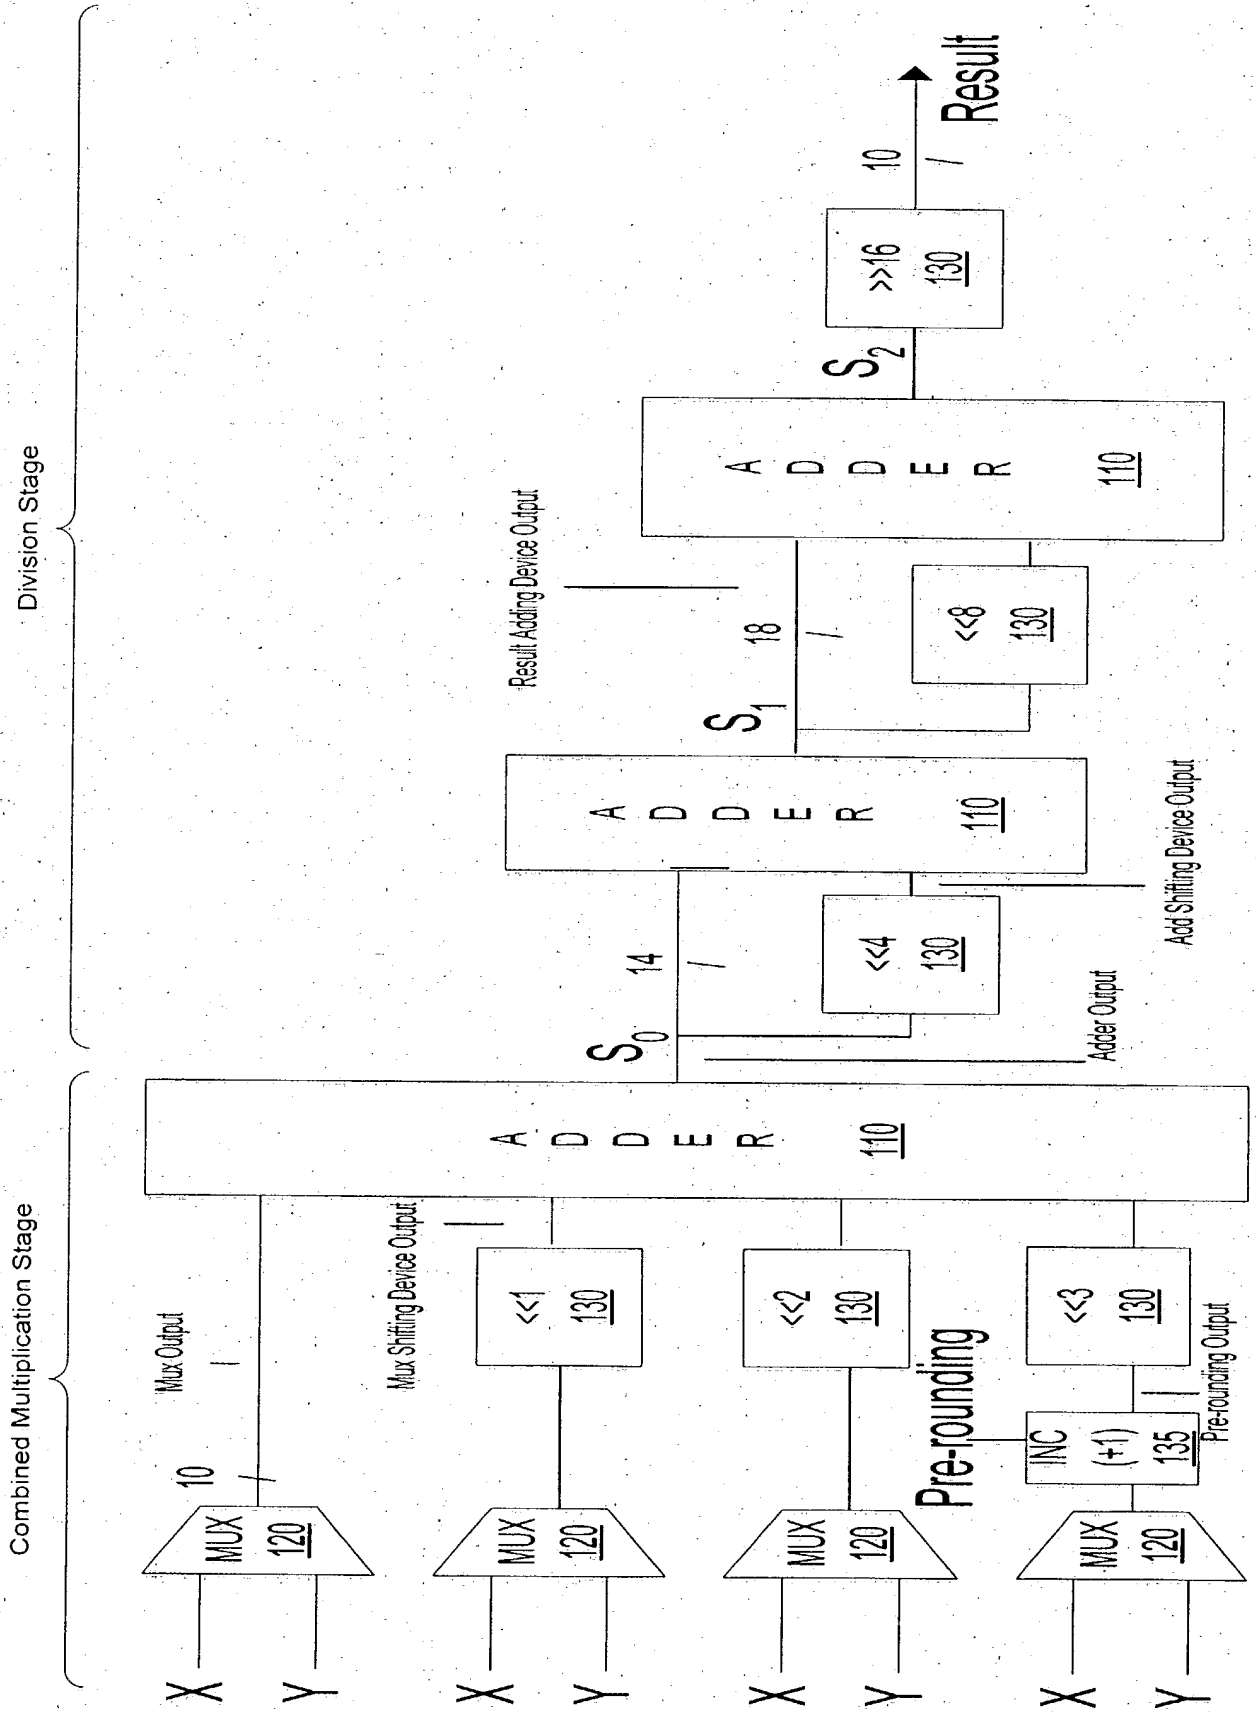 Combined Multiplication Stage
Division Stage
X
Y
MUX
120
10
Mux Output
X
Y
MUX
120
<<1
130
Mux Shifting Device Output
X
Y
MUX
120
<<2
130
X
Y
MUX
120
Pre-rounding
INC
(+1)
135
Pre-rounding Output
<<3
130
ADDER
110
S0
Adder Output
14
<<4
130
Add Shifting Device Output
ADDER
110
S1
18
Result Adding Device Output
<<8
130
ADDER
110
S2
>>16
130
10
Result